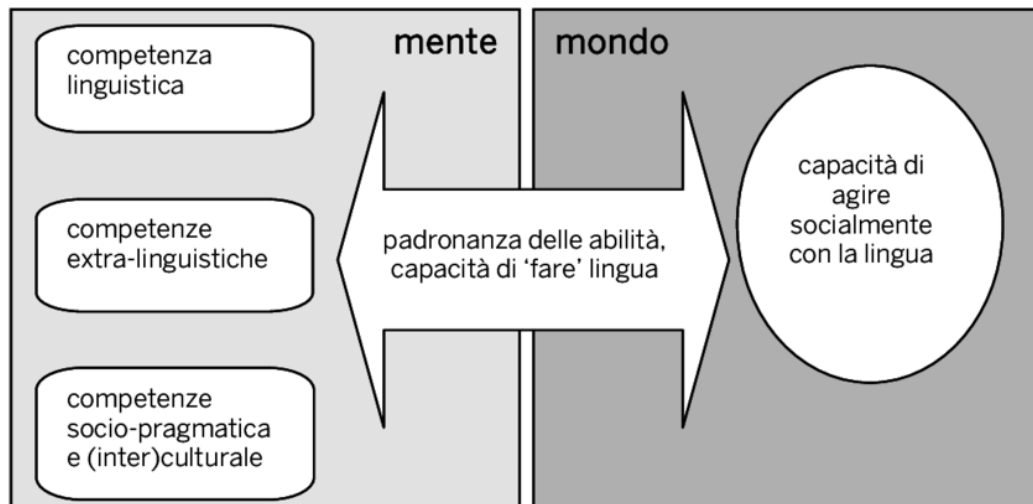 mente
mondo
competenza
linguistica
competenze
extra-linguistiche
competenze
socio-pragmatica
e (inter)culturale
padronanza delle abilità,
capacità di ‘fare’ lingua
capacità di
agire
socialmente
con la lingua